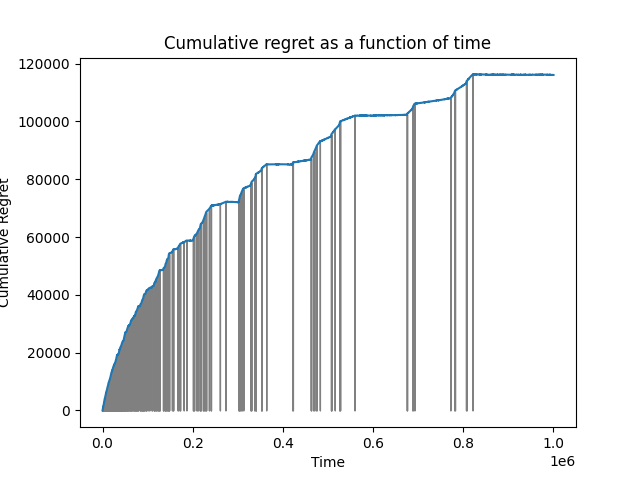 Cumulative regret as a function of time
120000
100000
80000
60000
40000
20000
0
Cumulative Regret
0.0 0.2 0.4 0.6 0.8 1.0
1e6
Time